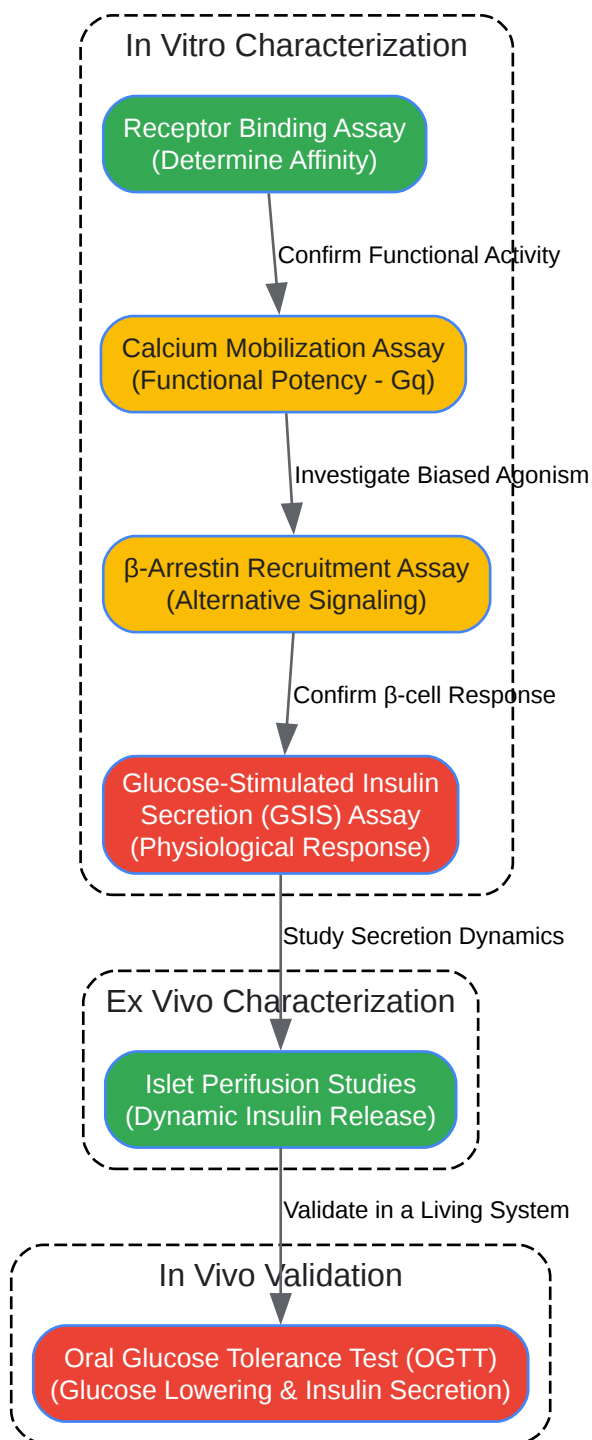 In Vitro Characterization
Receptor Binding Assay
(Determine Affinity)
Confirm Functional Activity
Calcium Mobilization Assay
(Functional Potency - Gq)
Investigate Biased Agonism
β-Arrestin Recruitment Assay
(Alternative Signaling)
Confirm β-cell Response
Glucose-Stimulated Insulin
Secretion (GSIS) Assay
(Physiological Response)
Study Secretion Dynamics
Ex Vivo Characterization
Islet Perifusion Studies
(Dynamic Insulin Release)
Validate in a Living System
In Vivo Validation
Oral Glucose Tolerance Test (OGTT)
(Glucose Lowering & Insulin Secretion)